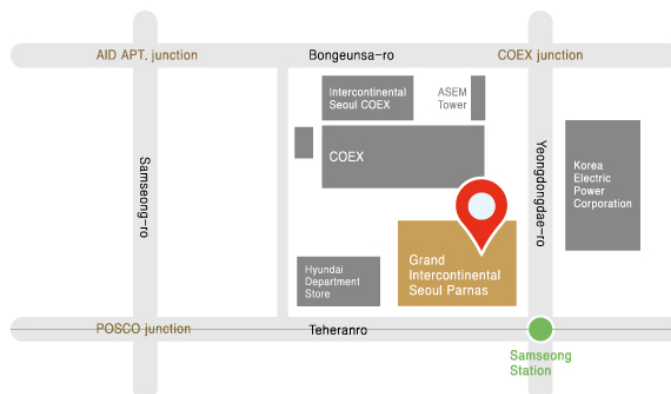 AID APT. junction
Bongeunsa-ro
COEX junction
Intercontinental
Seoul COEX
ASEM
Tower
COEX
Samseong-ro
Yeongdongdae-ro
Korea
Electric
Power
Corporation
Grand
Intercontinental
Seoul Parnas
Hyundai
Department
Store
POSCO junction
Teheranro
Samseong
Station